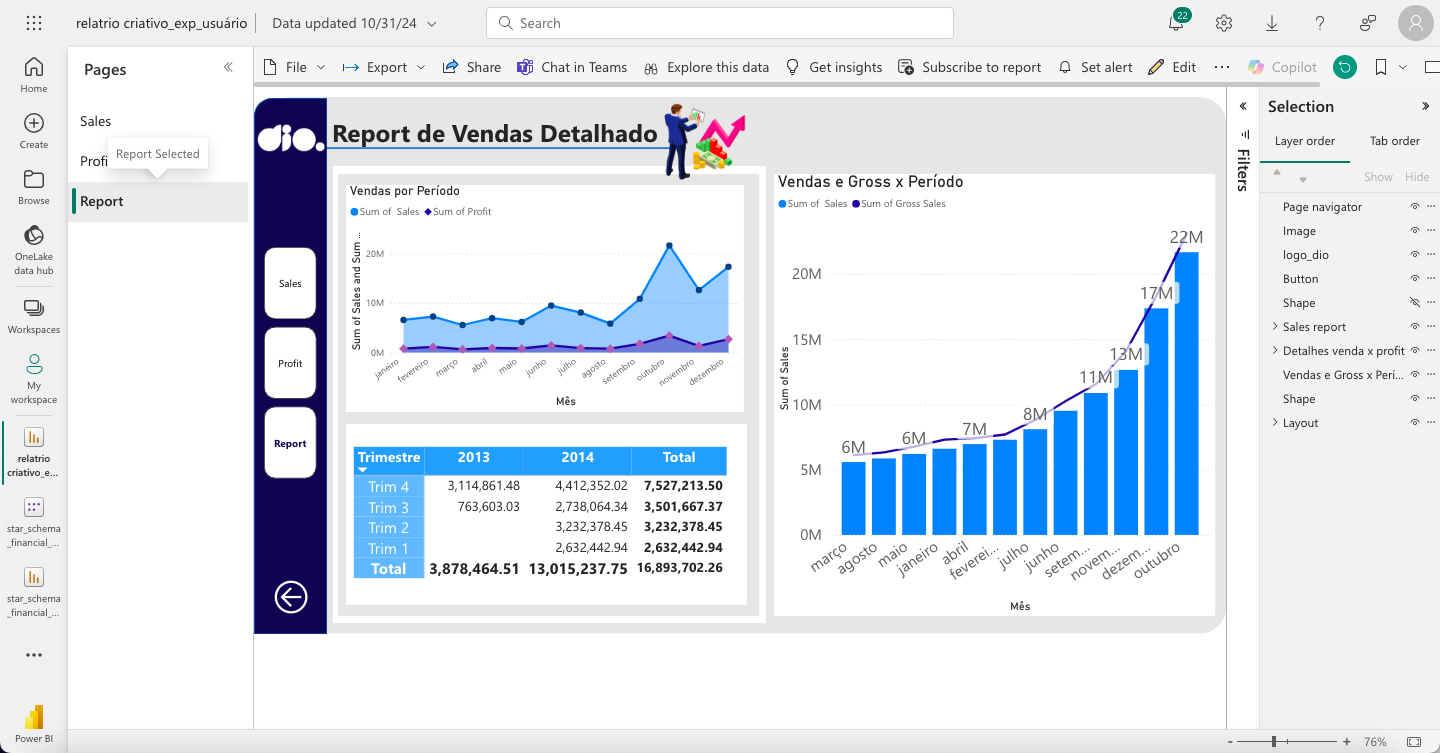 relatrio criativo_exp_usuário
Data updated 10/31/24
Search
22
Home
Create
Browse
OneLake
data hub
Workspaces
My
workspace
relatrio
criativo_e...
star_schema
_financial_...
star_schema
_financial_...
Power BI
Pages
Sales
Profi
Report Selected
Report
File
Export
Share
Chat in Teams
Explore this data
Get insights
Subscribe to report
Set alert
Edit
Copilot
dio.
Report de Vendas Detalhado
Sales
Profit
Report
Vendas por Período
Sum of Sales
Sum of Profit
Sum of Sales and Sum ...
20M
10M
0M
janeiro
fevereiro
março
abril
maio
junho
julho
agosto
setembro
outubro
novembro
dezembro
Mês
Trimestre 2013 2014 Total
Trim 4 3,114,861.48 4,412,352.02 7,527,213.50
Trim 3 763,603.03 2,738,064.34 3,501,667.37
Trim 2 3,232,378.45 3,232,378.45
Trim 1 2,632,442.94 2,632,442.94
Total 3,878,464.51 13,015,237.75 16,893,702.26
Vendas e Gross x Período
Sum of Sales
Sum of Gross Sales
Sum of Sales
20M
15M
10M
5M
0M
6M
6M
7M
8M
11M
13M
17M
22M
março
agosto
maio
janeiro
abril
feverei...
julho
junho
setem...
novem...
dezem...
outubro
Mês
Filters
Selection
Layer order
Tab order
Show
Hide
Page navigator
Image
logo_dio
Button
Shape
Sales report
Detalhes venda x profit
Vendas e Gross x Perí...
Shape
Layout
- + 76%